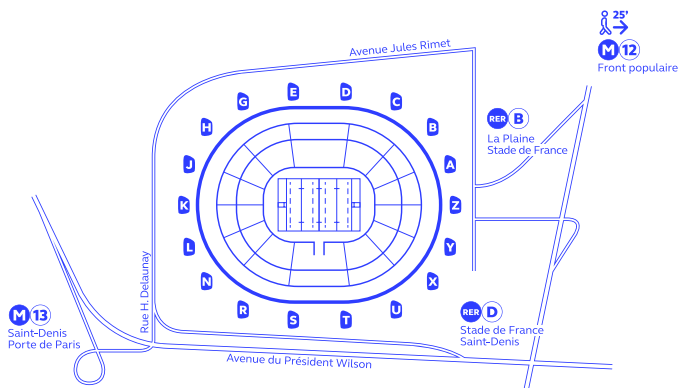 25'
M 12
Front populaire
Avenue Jules Rimet
E
D
G
C
H
B
RER B
La Plaine
Stade de France
J
A
K
Z
L
Y
N
X
R
U
S
T
Rue H. Delaunay
M 13
Saint-Denis
Porte de Paris
RER D
Stade de France
Saint-Denis
Avenue du Président Wilson